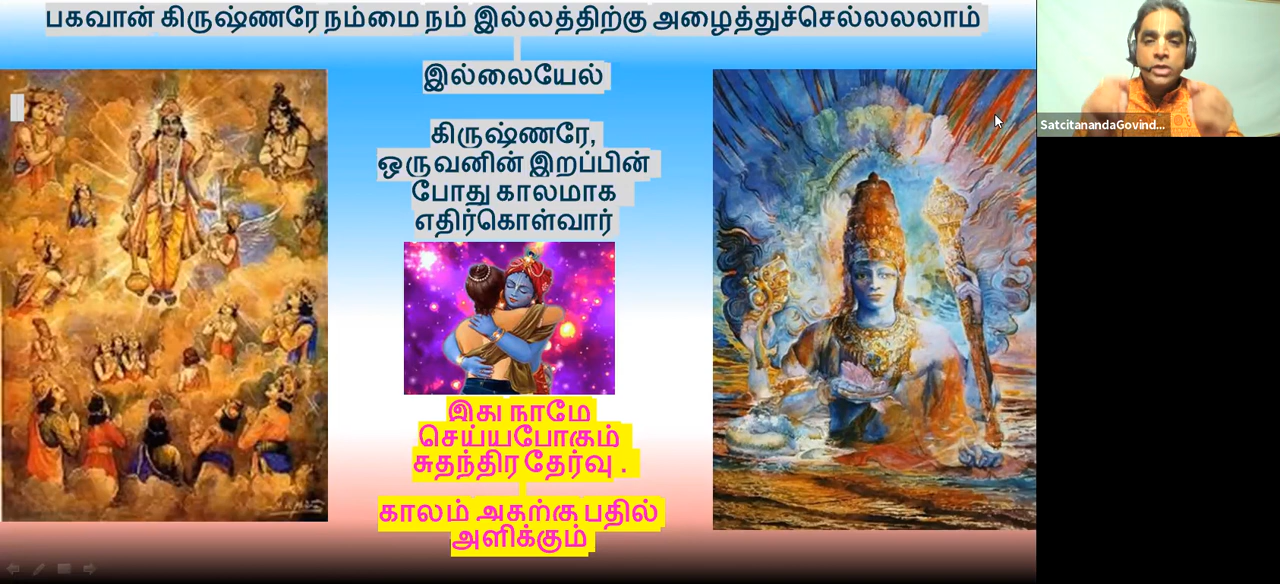 பகவான் கிருஷ்ணரே நம்மை நம் இல்லத்திற்கு அழைத்துச்செல்லலலாம்
இல்லையேல்
கிருஷ்ணரே,
ஒருவனின் இறப்பின்
போது காலமாக
எதிர்கொள்வார்
இது நாமே
செய்யபோகும்
சுதந்திர தேர்வு .
காலம் அதற்கு பதில்
அளிக்கும்
SatcitanandaGovind...